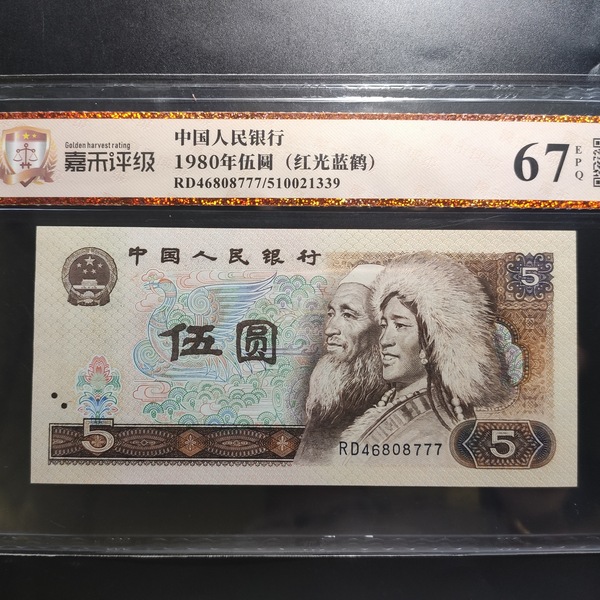 Golden harvest rating
嘉禾评级
中国人民银行
1980年伍圆（红光蓝鹤）
RD46808777/510021339
67
EPQ
中国人民银行
5
伍圆
5
RD46808777
5